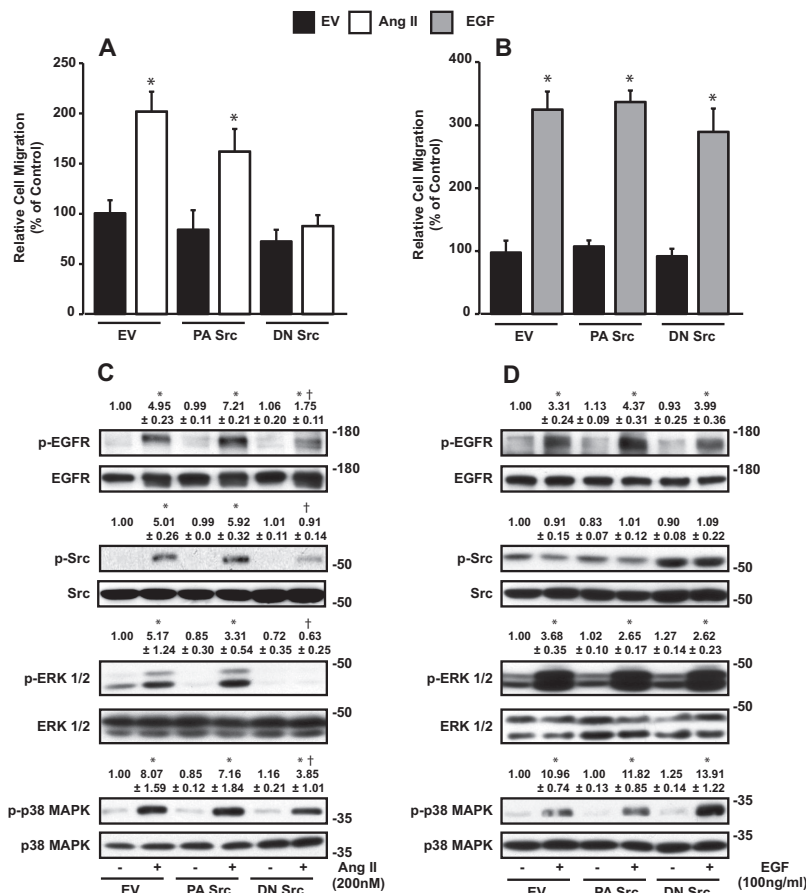 EV Ang II EGF
A
Relative Cell Migration
(% of Control)
250
200
150
100
50
0
* *
EV PA Src DN Src
B
Relative Cell Migration
(% of Control)
400
300
200
100
0
* * *
EV PA Src DN Src
C
* * * †
1.00 4.95 0.99 7.21 1.06 1.75
± 0.23 ± 0.11 ± 0.21 ± 0.20 ± 0.11
p-EGFR -180
EGFR -180
* * †
1.00 5.01 0.99 5.92 1.01 0.91
± 0.26 ± 0.0 ± 0.32 ± 0.11 ± 0.14
p-Src -50
Src -50
* * †
1.00 5.17 0.85 3.31 0.72 0.63
± 1.24 ± 0.30 ± 0.54 ± 0.35 ± 0.25
p-ERK 1/2 -50
ERK 1/2 -50
* * * †
1.00 8.07 0.85 7.16 1.16 3.85
± 1.59 ± 0.12 ± 1.84 ± 0.21 ± 1.01
p-p38 MAPK -35
p38 MAPK -35
- + - + - + Ang II
(200nM)
EV PA Src DN Src
D
* * *
1.00 3.31 1.13 4.37 0.93 3.99
± 0.24 ± 0.09 ± 0.31 ± 0.25 ± 0.36
p-EGFR -180
EGFR -180
1.00 0.91 0.83 1.01 0.90 1.09
± 0.15 ± 0.07 ± 0.12 ± 0.08 ± 0.22
p-Src -50
Src -50
* * *
1.00 3.68 1.02 2.65 1.27 2.62
± 0.35 ± 0.10 ± 0.17 ± 0.14 ± 0.23
p-ERK 1/2 -50
ERK 1/2 -50
* * *
1.00 10.96 1.00 11.82 1.25 13.91
± 0.74 ± 0.13 ± 0.85 ± 0.14 ± 1.22
p-p38 MAPK -35
p38 MAPK -35
- + - + - + EGF
(100ng/ml)
EV PA Src DN Src